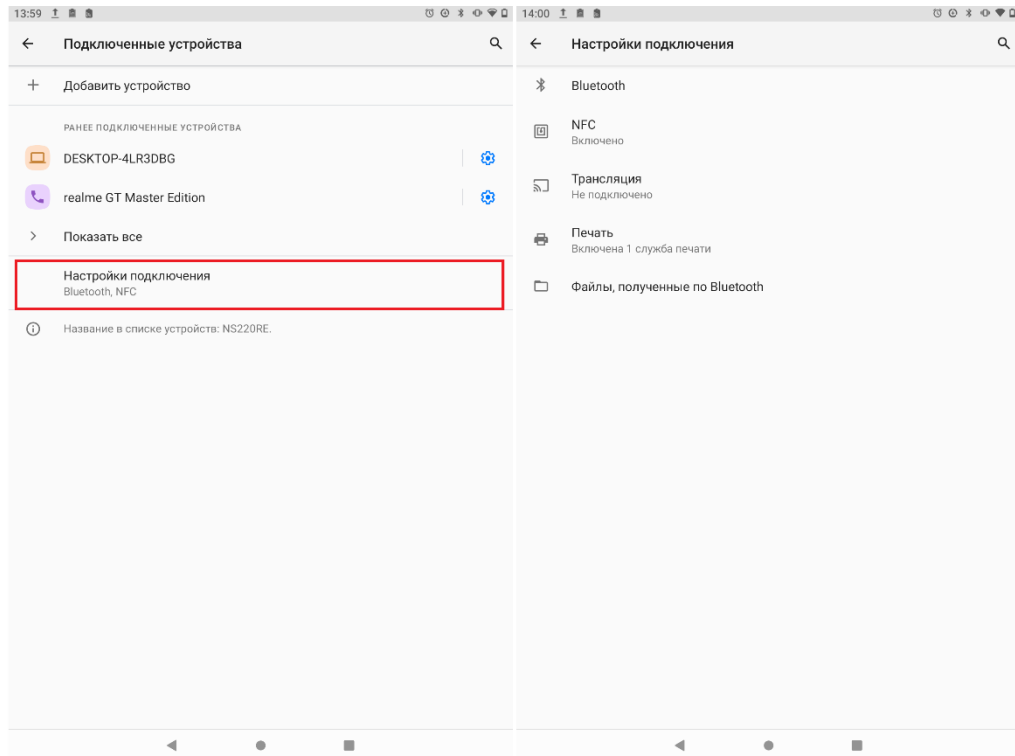 13:59
Подключенные устройства
Добавить устройство
РАНЕЕ ПОДКЛЮЧЕННЫЕ УСТРОЙСТВА
DESKTOP-4LR3DBG
realme GT Master Edition
Показать все
Настройки подключения
Bluetooth, NFC
Название в списке устройств: NS220RE.
14:00
Настройки подключения
Bluetooth
NFC
Включено
Трансляция
Не подключено
Печать
Включена 1 служба печати
Файлы, полученные по Bluetooth